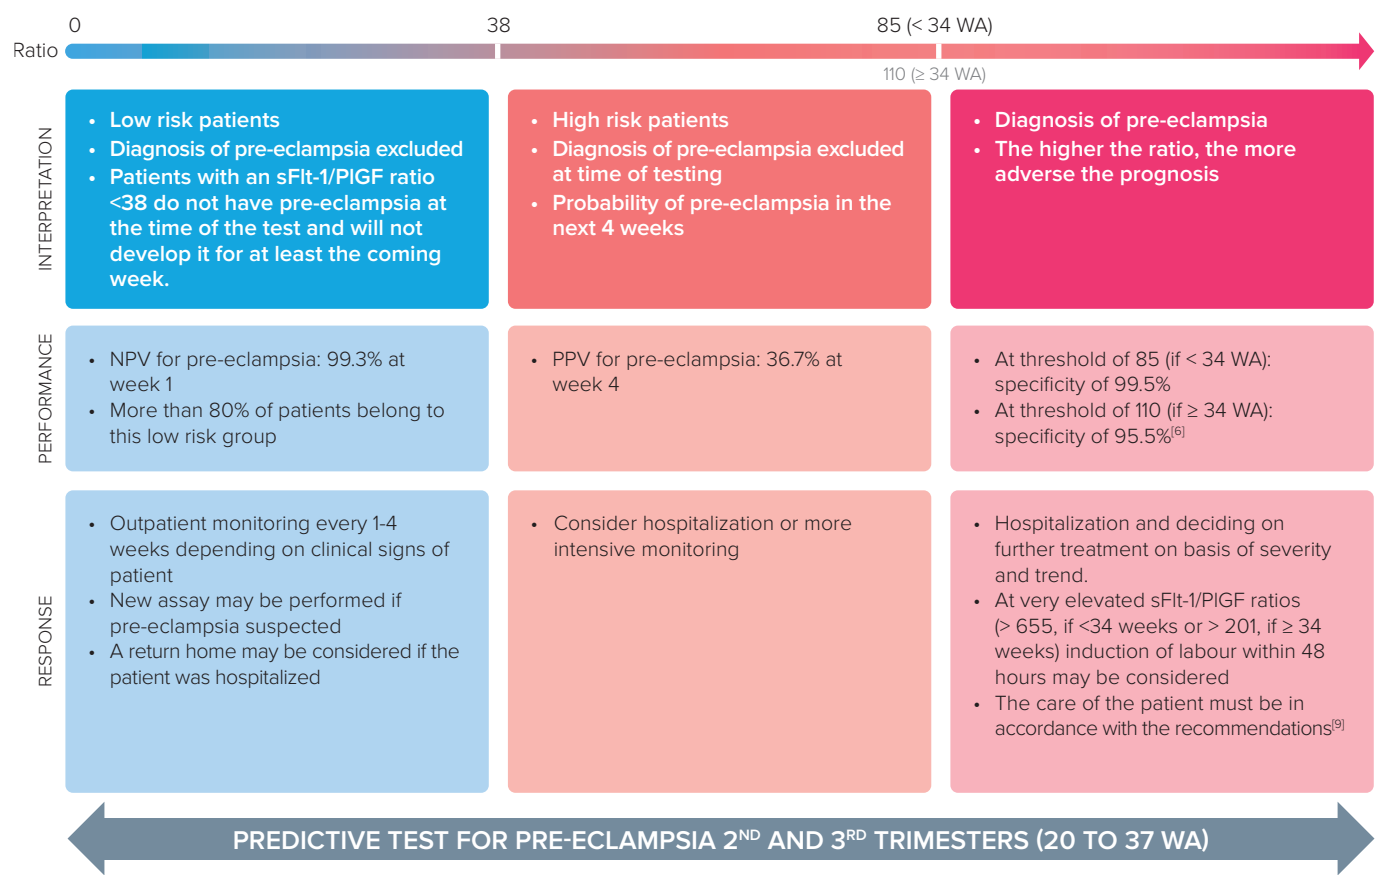 0
38
85 (< 34 WA)
Ratio
110 (≥ 34 WA)
INTERPRETATION
• Low risk patients
• Diagnosis of pre-eclampsia excluded
• Patients with an sFlt-1/PlGF ratio
<38 do not have pre-eclampsia at
the time of the test and will not
develop it for at least the coming
week.
• High risk patients
• Diagnosis of pre-eclampsia excluded
at time of testing
• Probability of pre-eclampsia in the
next 4 weeks
• Diagnosis of pre-eclampsia
• The higher the ratio, the more
adverse the prognosis
PERFORMANCE
• NPV for pre-eclampsia: 99.3% at
week 1
• More than 80% of patients belong to
this low risk group
• PPV for pre-eclampsia: 36.7% at
week 4
• At threshold of 85 (if < 34 WA):
specificity of 99.5%
• At threshold of 110 (if ≥ 34 WA):
specificity of 95.5%[6]
RESPONSE
• Outpatient monitoring every 1-4
weeks depending on clinical signs of
patient
• New assay may be performed if
pre-eclampsia suspected
• A return home may be considered if the
patient was hospitalized
• Consider hospitalization or more
intensive monitoring
• Hospitalization and deciding on
further treatment on basis of severity
and trend.
• At very elevated sFlt-1/PlGF ratios
(> 655, if <34 weeks or > 201, if ≥ 34
weeks) induction of labour within 48
hours may be considered
• The care of the patient must be in
accordance with the recommendations[9]
PREDICTIVE TEST FOR PRE-ECLAMPSIA 2ND AND 3RD TRIMESTERS (20 TO 37 WA)